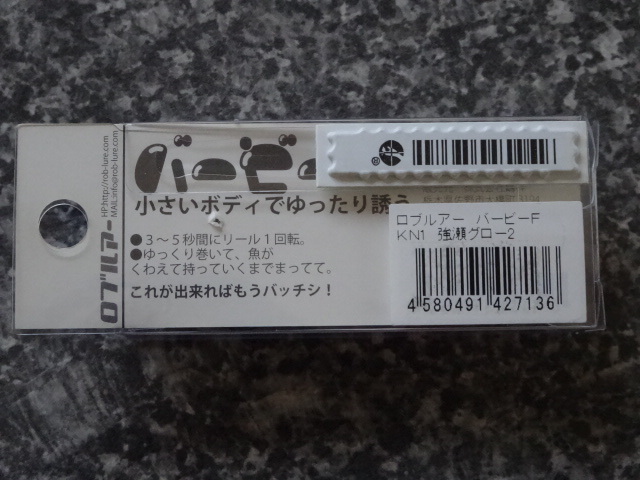 ロブルアー
HP:http://rob-lure.com
MAIL:info@rob-lure.com
バービー
小さいボディでゆったり誘う
●3～5秒間にリール1回転。
●ゆっくり巻いて、魚が
くわえて持っていくまでまってて。
これが出来ればもうバッチシ！
®
ロブルアー バービーF
KN1 強瀬グロー2
4 580491 427136